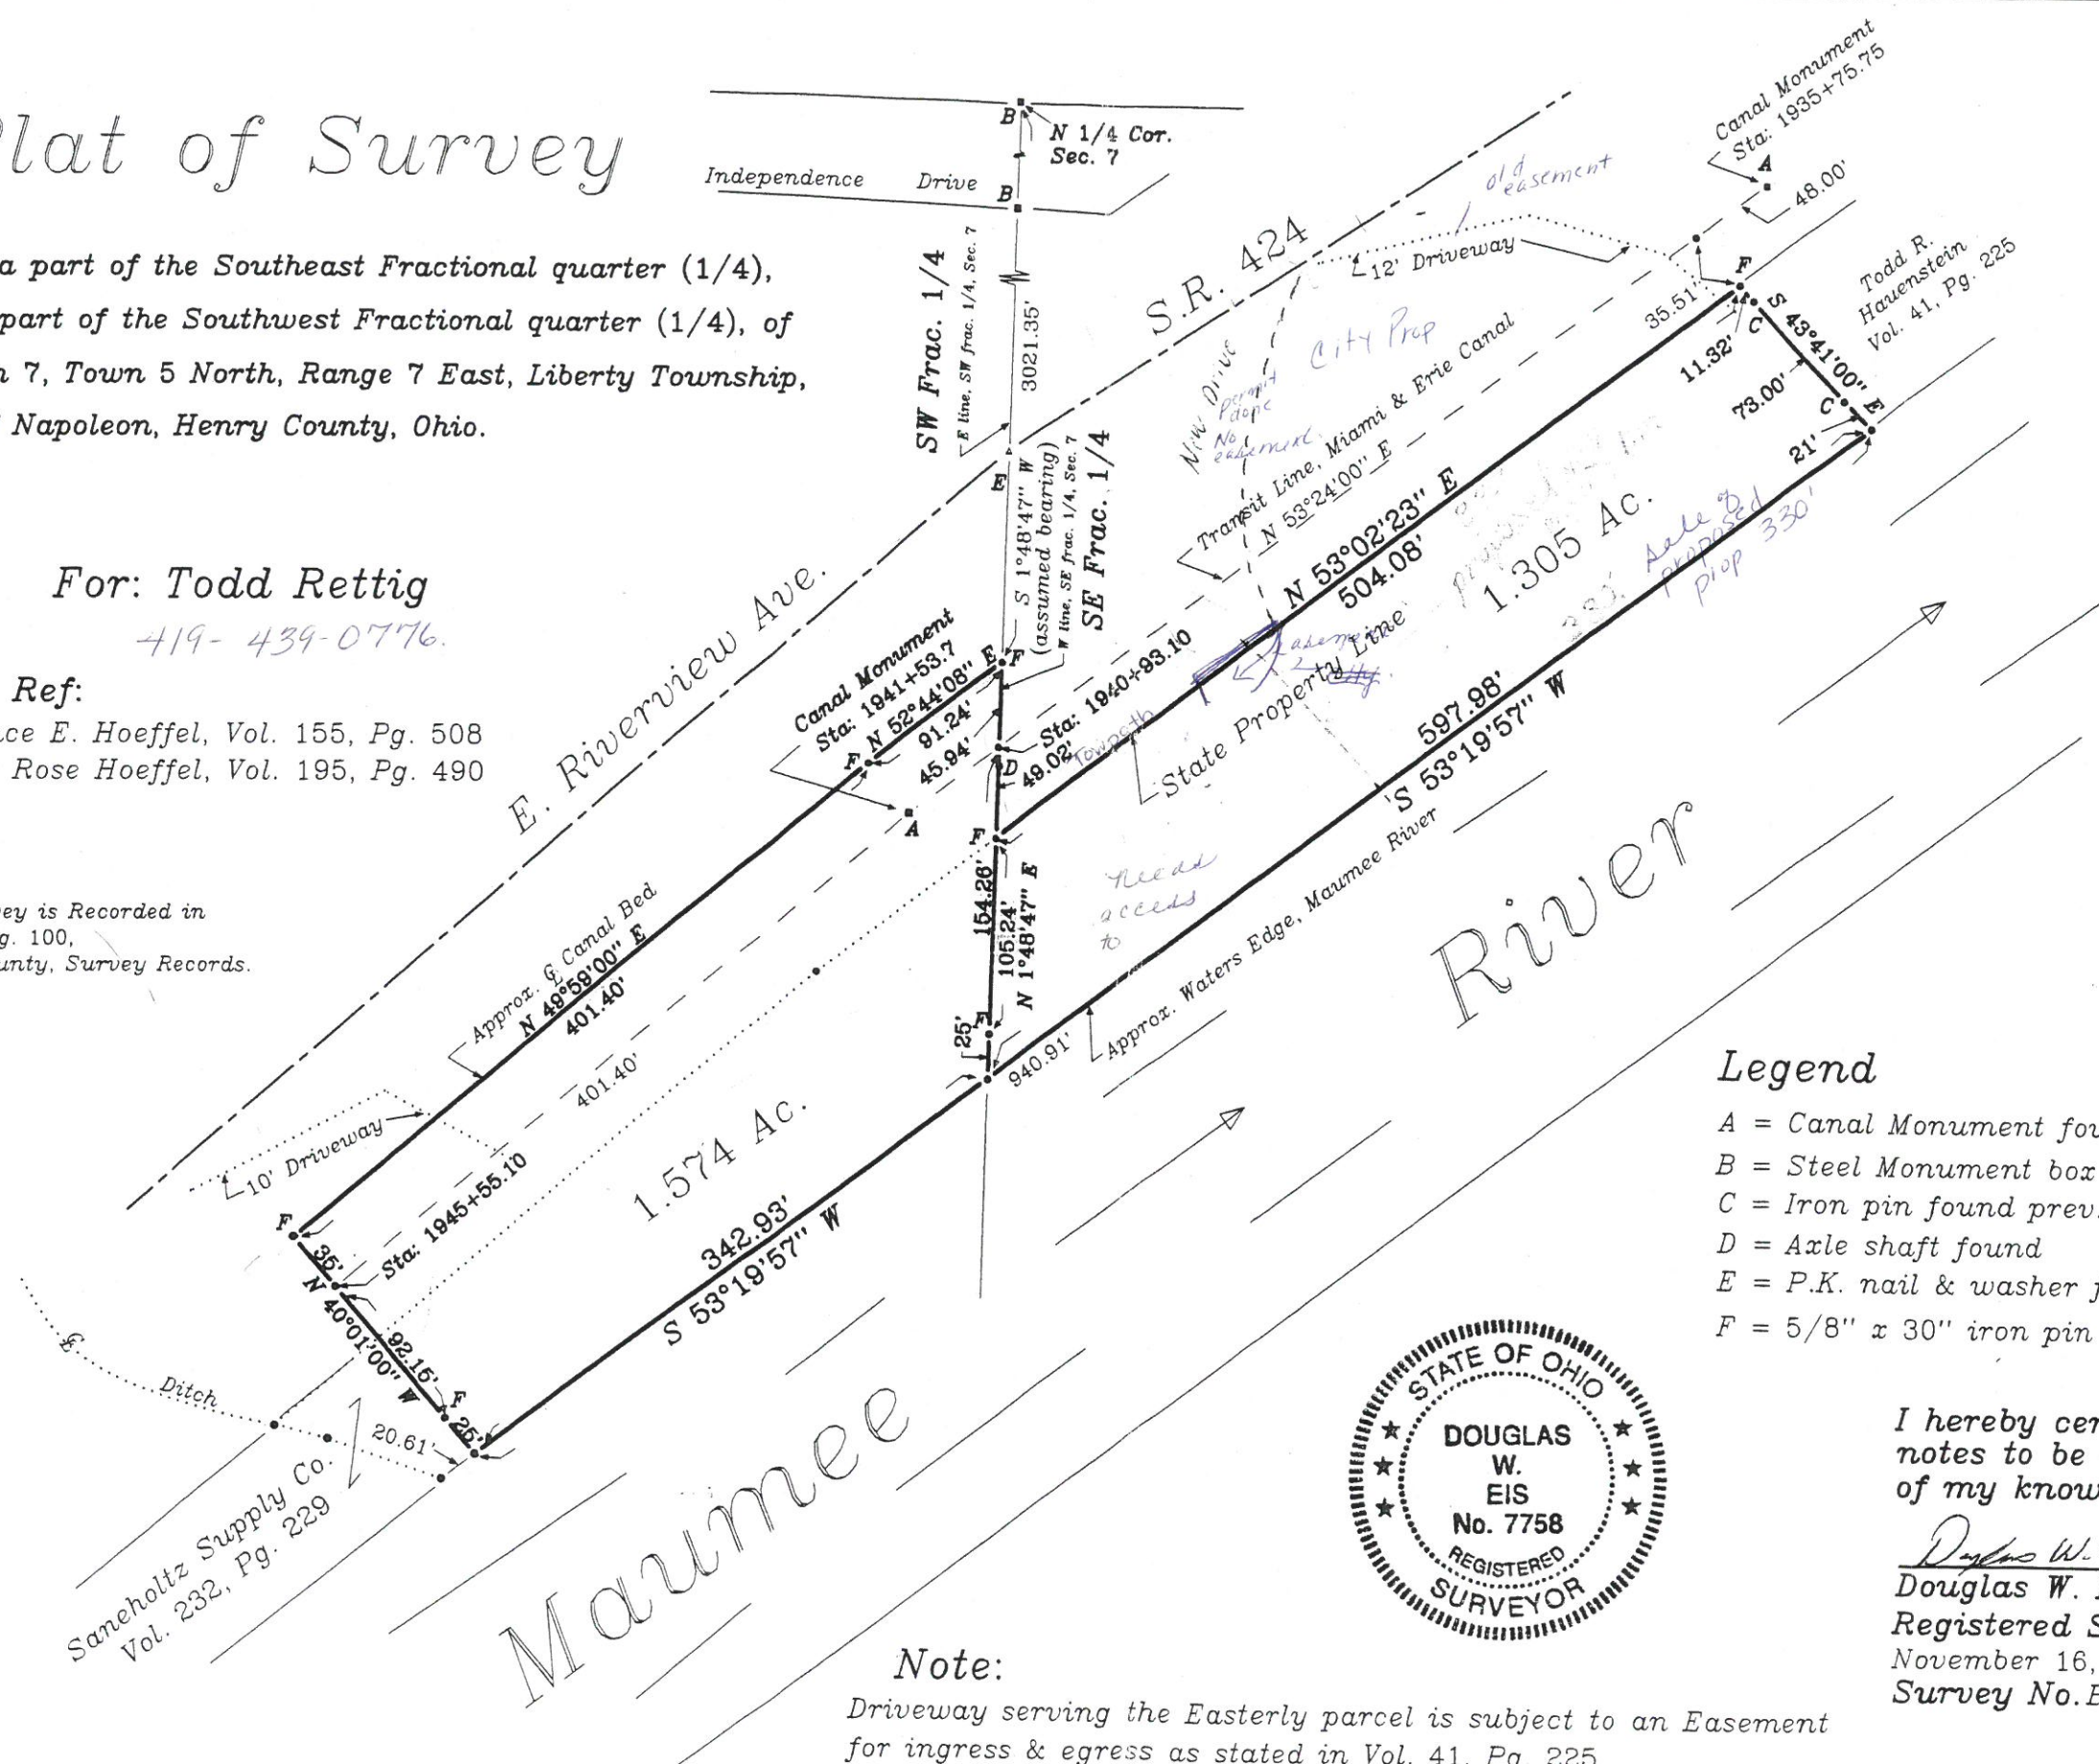 lat of Survey
a part of the Southeast Fractional quarter (1/4),
part of the Southwest Fractional quarter (1/4), of
7, Town 5 North, Range 7 East, Liberty Township,
Napoleon, Henry County, Ohio.
For: Todd Rettig
419- 439-0776.
Ref:
ce E. Hoeffel, Vol. 155, Pg. 508
Rose Hoeffel, Vol. 195, Pg. 490
ey is Recorded in
g. 100,
unty, Survey Records.
B
N 1/4 Cor.
Sec. 7
Independence Drive
B
SW Frac. 1/4
E line, SW frac. 1/4, Sec. 7
3021.35'
S.R. 424
old
easement
12' Driveway
Canal Monument
Sta: 1935+75.75
A
48.00'
F
35.51'
11.32'
C
S 43°41'00" E
73.00'
C
21'
Todd R.
Hauenstein
Vol. 41, Pg. 225
City Prop
New Drive
permit
No
easement.
Transit Line, Miami & Erie Canal
N 53°24'00" E
E
S 1°48'47" W
(assumed bearing)
W line, SE frac. 1/4, Sec. 7
SE Frac. 1/4
N 53°02'23" E
504.08'
1.305 Ac.
sale of
proposed
prop 330'
E. Riverview Ave.
Canal Monument
Sta: 1941+53.7
N 52°44'08" E
91.24'
45.94'
E
F
F
A
D
Sta: 1940+93.10
49.02'
Towpath
State Property Line
597.98'
S 53°19'57" W
F
154.26'
105.24'
N 1°48'47" E
F
25'
needs
access
to
940.91'
Approx. Waters Edge, Maumee River
Approx. ℄ Canal Bed
N 49°59'00" E
401.40'
401.40'
10' Driveway
Sta: 1945+55.10
1.574 Ac.
342.93'
S 53°19'57" W
F
35'
N 40°01'00" W
92.15'
F
25'
20.61'
℄
Ditch
Saneholtz Supply Co.
Vol. 232, Pg. 229
Maumee River
Legend
A = Canal Monument fou
B = Steel Monument box
C = Iron pin found prev.
D = Axle shaft found
E = P.K. nail & washer f
F = 5/8" x 30" iron pin
STATE OF OHIO
DOUGLAS
W.
EIS
No. 7758
REGISTERED
SURVEYOR
I hereby cer
notes to be
of my know
Douglas W.
Registered S
November 16,
Survey No.
Note:
Driveway serving the Easterly parcel is subject to an Easement
for ingress & egress as stated in Vol. 41, Pg. 225